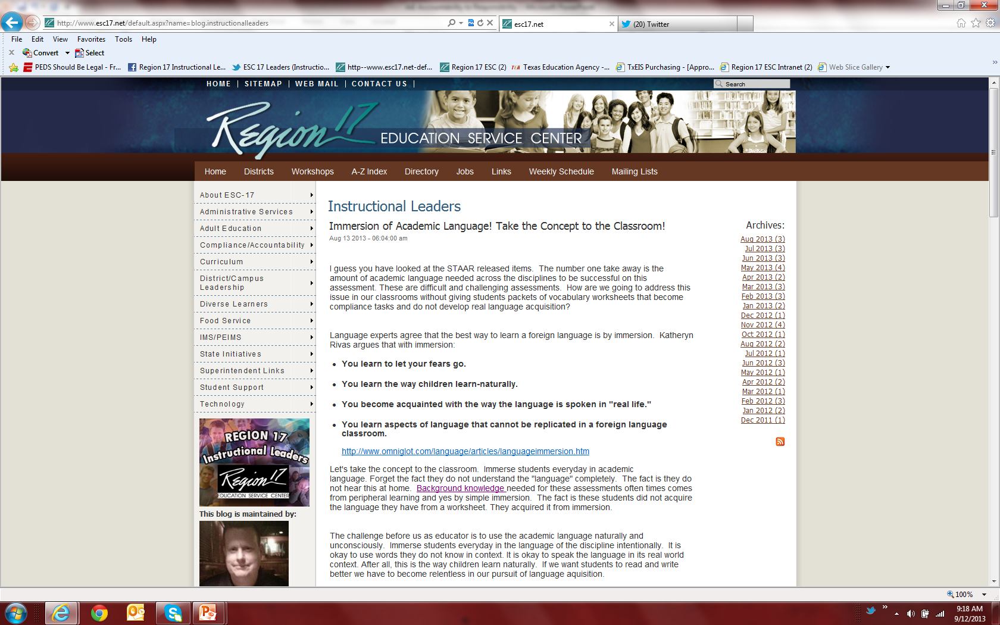 http://www.esc17.net/default.aspx?name=blog.instructionalleaders
esc17.net
(20) Twitter
File Edit View Favorites Tools Help
Convert Select
PEDS Should Be Legal - Fr... Region 17 Instructional Le... ESC 17 Leaders (Instructio... http--www.esc17.net-def... Region 17 ESC (2) TEA Texas Education Agency -... TxEIS Purchasing - [Appro... Region 17 ESC Intranet (2) Web Slice Gallery
HOME | SITEMAP | WEB MAIL | CONTACT US |
Search
Region 17 EDUCATION SERVICE CENTER
Home Districts Workshops A-Z Index Directory Jobs Links Weekly Schedule Mailing Lists
About ESC-17
Administrative Services
Adult Education
Compliance/Accountability
Curriculum
District/Campus
Leadership
Diverse Learners
Food Service
IMS/PEIMS
State Initiatives
Superintendent Links
Student Support
Technology
REGION 17
Instructional Leaders
Region 17
EDUCATION SERVICE CENTER
This blog is maintained by:
Instructional Leaders
Immersion of Academic Language! Take the Concept to the Classroom!
Aug 13 2013 - 06:04:00 am
I guess you have looked at the STAAR released items. The number one take away is the
amount of academic language needed across the disciplines to be successful on this
assessment. These are difficult and challenging assessments. How are we going to address this
issue in our classrooms without giving students packets of vocabulary worksheets that become
compliance tasks and do not develop real language acquisition?
Language experts agree that the best way to learn a foreign language is by immersion. Katheryn
Rivas argues that with immersion:
• You learn to let your fears go.
• You learn the way children learn-naturally.
• You become acquainted with the way the language is spoken in "real life."
• You learn aspects of language that cannot be replicated in a foreign language
classroom.
http://www.omniglot.com/language/articles/languageimmersion.htm
Let's take the concept to the classroom. Immerse students everyday in academic
language. Forget the fact they do not understand the "language" completely. The fact is they do
not hear this at home. Background knowledge needed for these assessments often times comes
from peripheral learning and yes by simple immersion. The fact is these students did not acquire
the language they have from a worksheet. They acquired it from immersion.
The challenge before us as educator is to use the academic language naturally and
unconsciously. Immerse students everyday in the language of the discipline intentionally. It is
okay to use words they do not know in context. It is okay to speak the language in its real world
context. After all, this is the way children learn naturally. If we want students to read and write
better we have to become relentless in our pursuit of language aquisition.
Archives:
Aug 2013 (3)
Jul 2013 (3)
Jun 2013 (3)
May 2013 (4)
Apr 2013 (2)
Mar 2013 (3)
Feb 2013 (3)
Jan 2013 (2)
Dec 2012 (1)
Nov 2012 (4)
Oct 2012 (1)
Aug 2012 (2)
Jul 2012 (1)
Jun 2012 (3)
May 2012 (1)
Apr 2012 (2)
Mar 2012 (1)
Feb 2012 (3)
Jan 2012 (2)
Dec 2011 (1)
100%
9:18 AM
9/12/2013